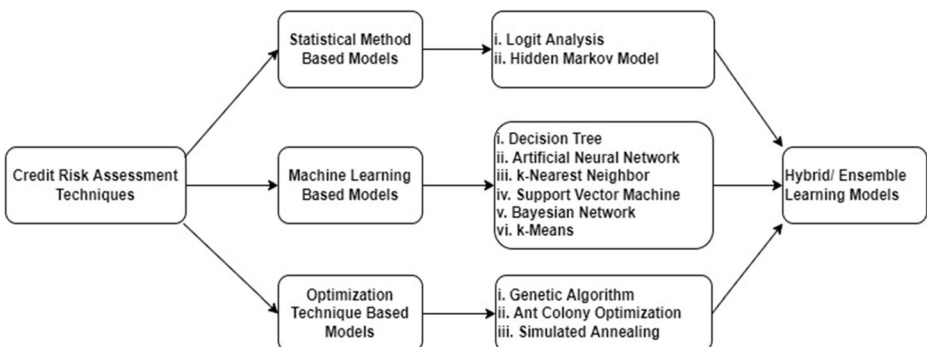 Statistical Method
Based Models
i. Logit Analysis
ii. Hidden Markov Model
Credit Risk Assessment
Techniques
Machine Learning
Based Models
i. Decision Tree
ii. Artificial Neural Network
iii. k-Nearest Neighbor
iv. Support Vector Machine
v. Bayesian Network
vi. k-Means
Hybrid/ Ensemble
Learning Models
Optimization
Technique Based
Models
i. Genetic Algorithm
ii. Ant Colony Optimization
iii. Simulated Annealing